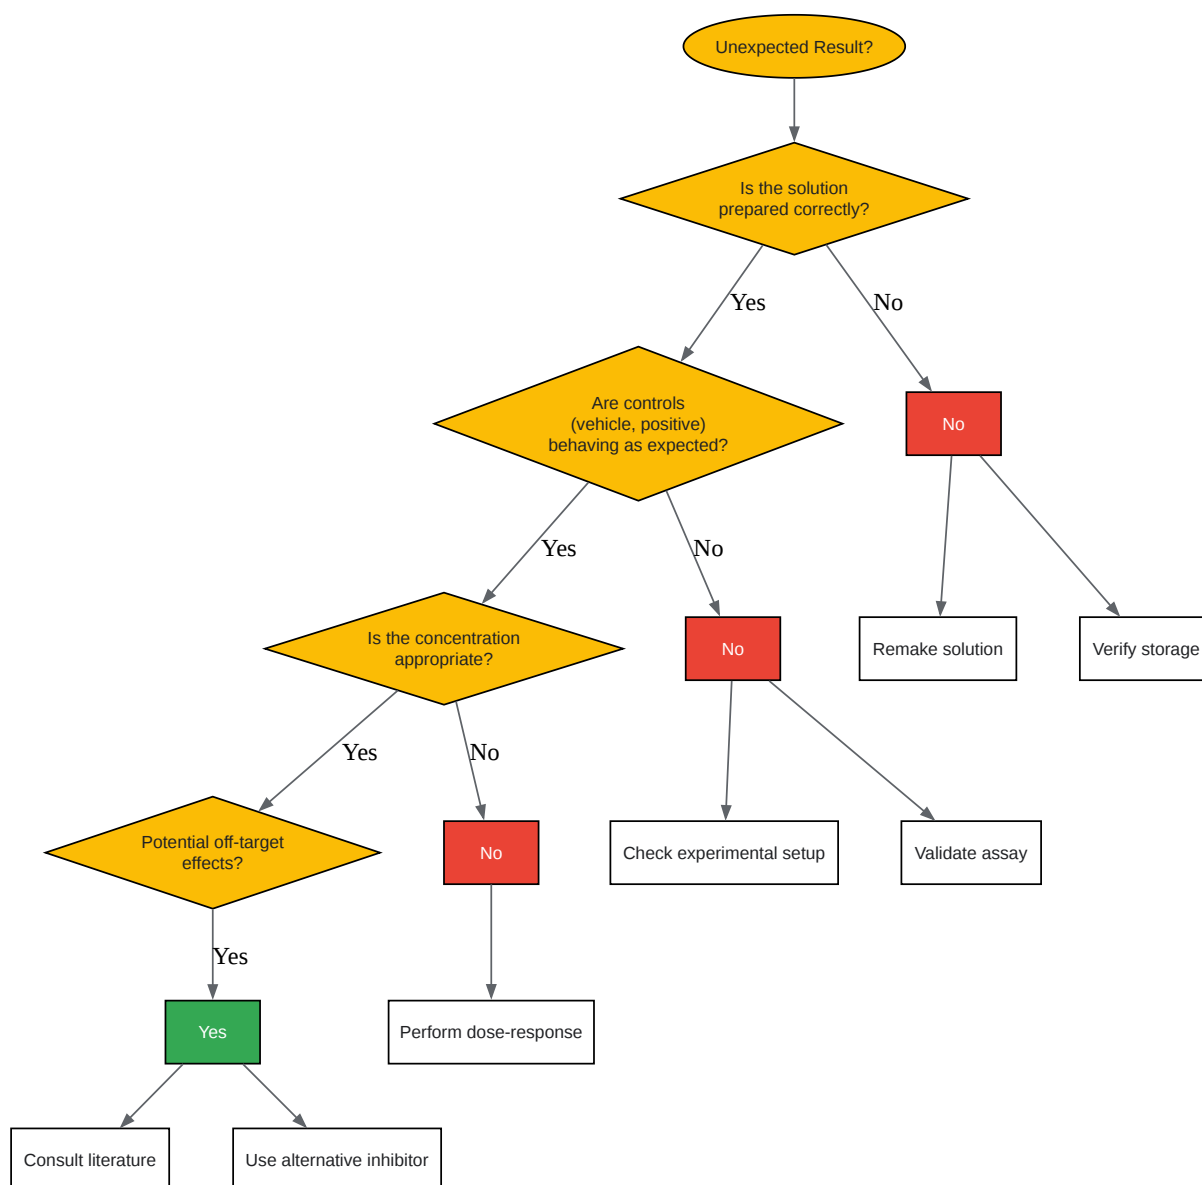 Unexpected Result?
Is the solution
prepared correctly?
Yes
No
Are controls
(vehicle, positive)
behaving as expected?
No
Yes
No
Is the concentration
appropriate?
No
Remake solution
Verify storage
Yes
No
Potential off-target
effects?
No
Check experimental setup
Validate assay
Yes
Yes
Perform dose-response
Consult literature
Use alternative inhibitor